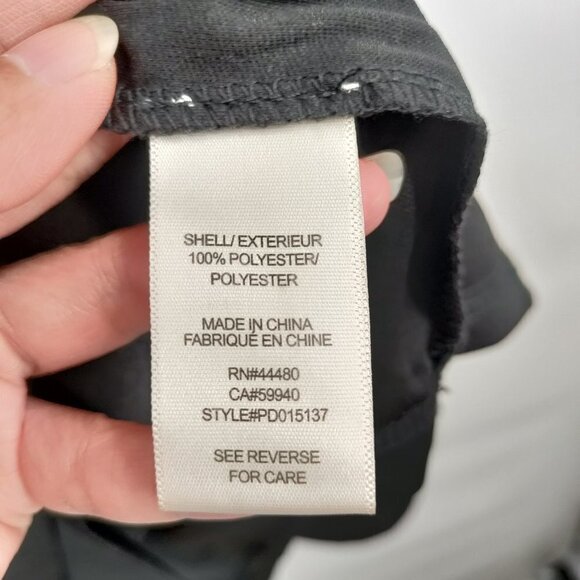 SHELL/ EXTERIEUR
100% POLYESTER/
POLYESTER
MADE IN CHINA
FABRIQUÉ EN CHINE
RN#44480
CA#59940
STYLE#PD015137
SEE REVERSE
FOR CARE